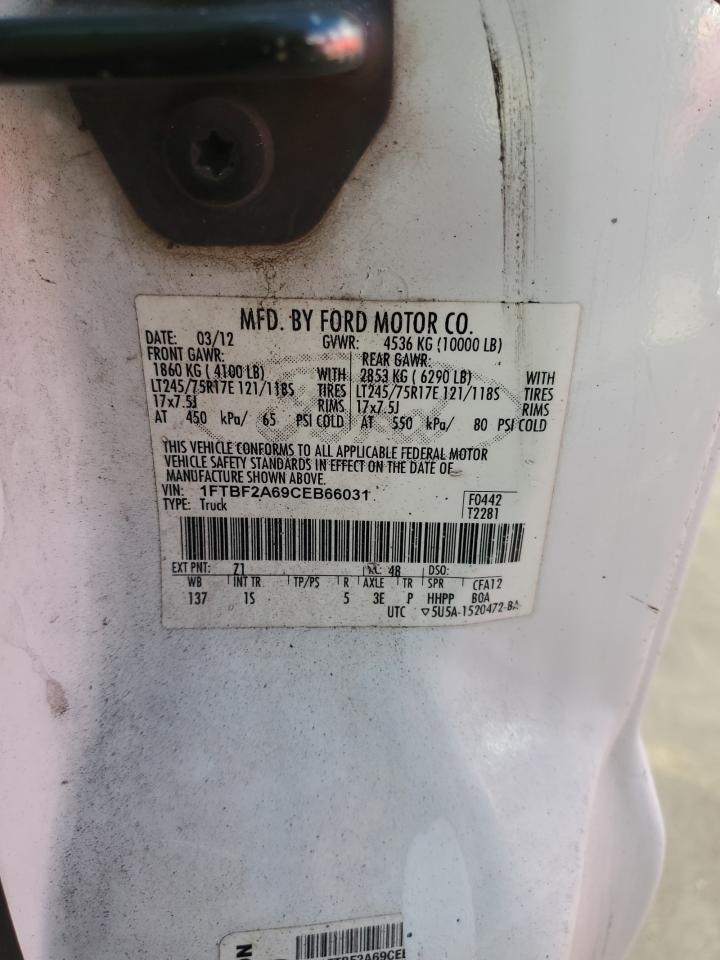 MFD. BY FORD MOTOR CO.
DATE: 03/12 GVWR: 4536 KG (10000 LB)
FRONT GAWR: REAR GAWR:
1860 KG ( 4100 LB) WITH 2853 KG ( 6290 LB) WITH
LT245/75R17E 121/118S TIRES LT245/75R17E 121/118S TIRES
17x7.5J RIMS 17x7.5J RIMS
AT 450 kPa/ 65 PSI COLD AT 550 kPa/ 80 PSI COLD
THIS VEHICLE CONFORMS TO ALL APPLICABLE FEDERAL MOTOR
VEHICLE SAFETY STANDARDS IN EFFECT ON THE DATE OF
MANUFACTURE SHOWN ABOVE.
VIN: 1FTBF2A69CEB66031 F0442
TYPE: Truck T2281
EXT PNT: Z1 RC: 48 DSO:
WB INT TR TP/PS R AXLE TR SPR CFA12
137 1S 5 3E P HHPP BOA
UTC ▽5U5A-1520472-BA
ON
FTBF2A69CEB